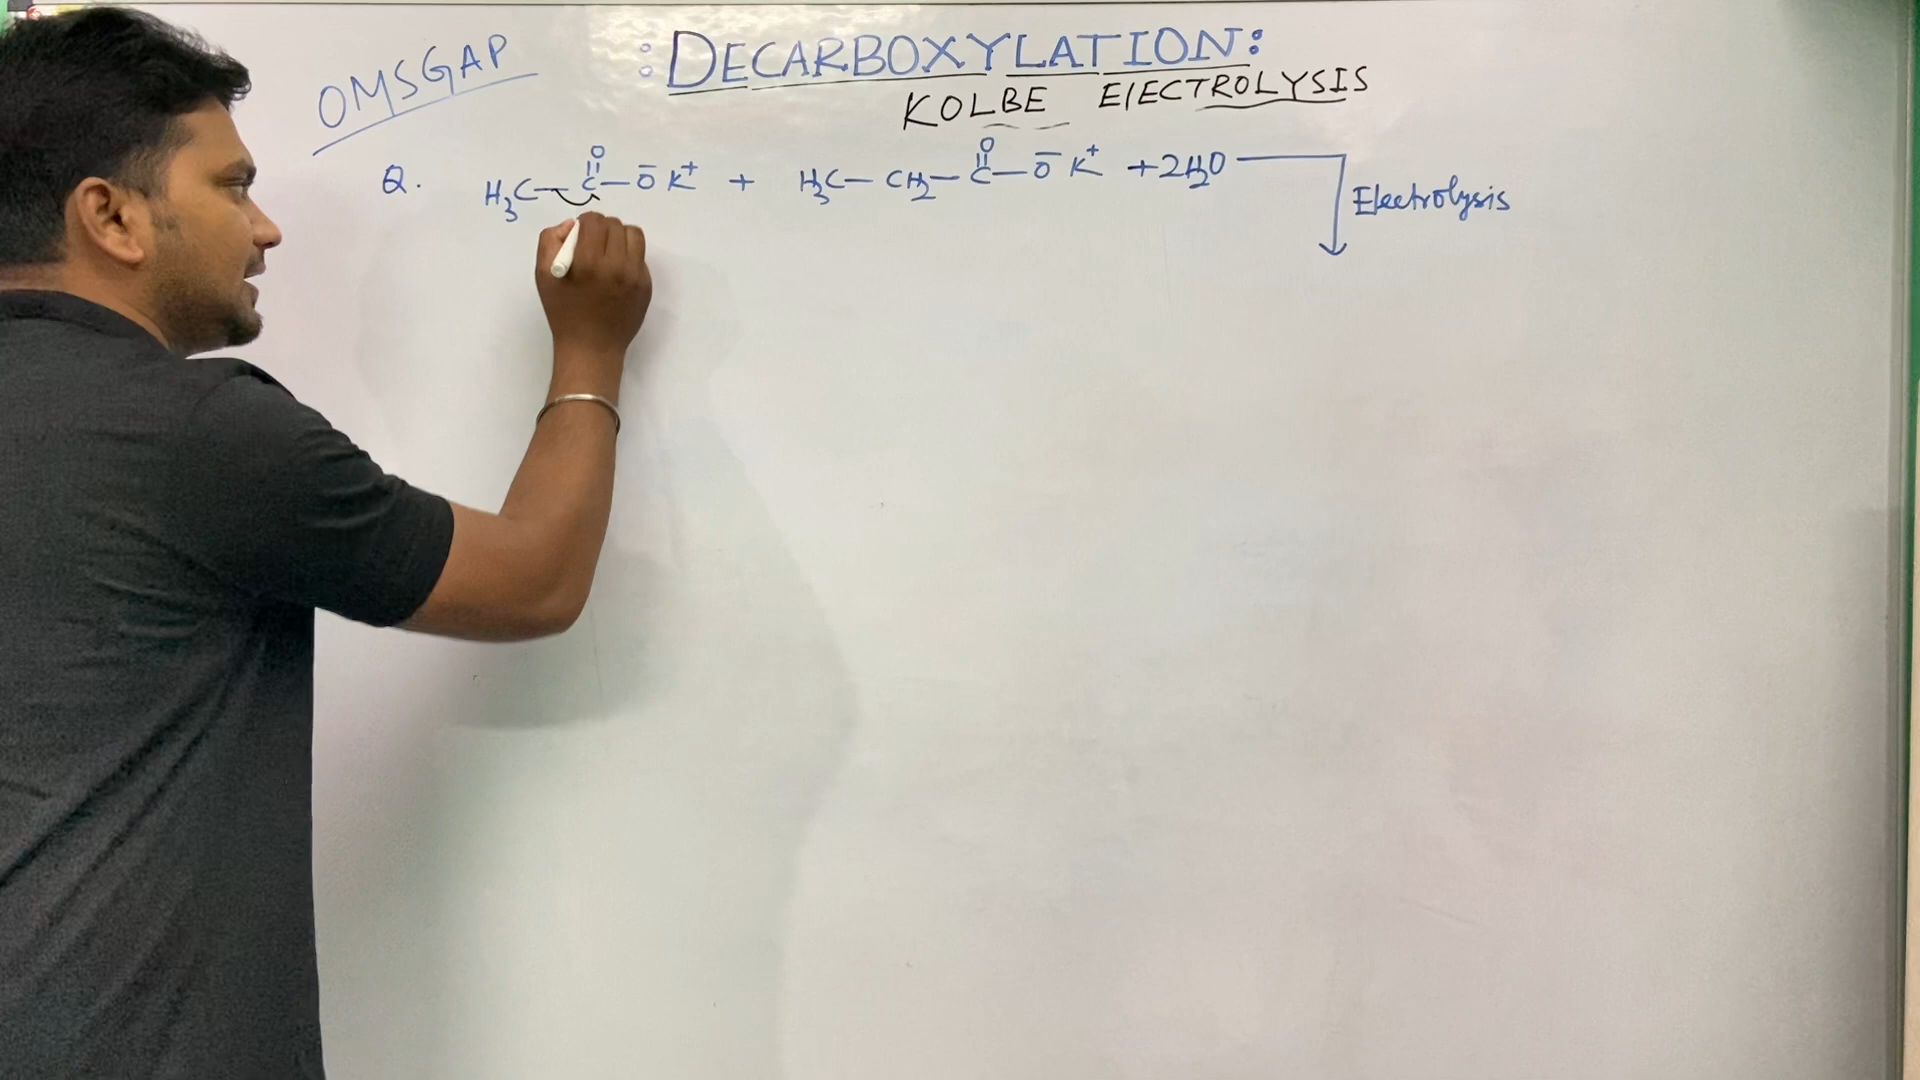 OMSGAP
:DECARBOXYLATION:
KOLBE ElECTROLYSIS
Q. H₃C—C(=O)—O⁻ K⁺ + H₃C—CH₂—C(=O)—O⁻ K⁺ +2H₂O
Electrolysis